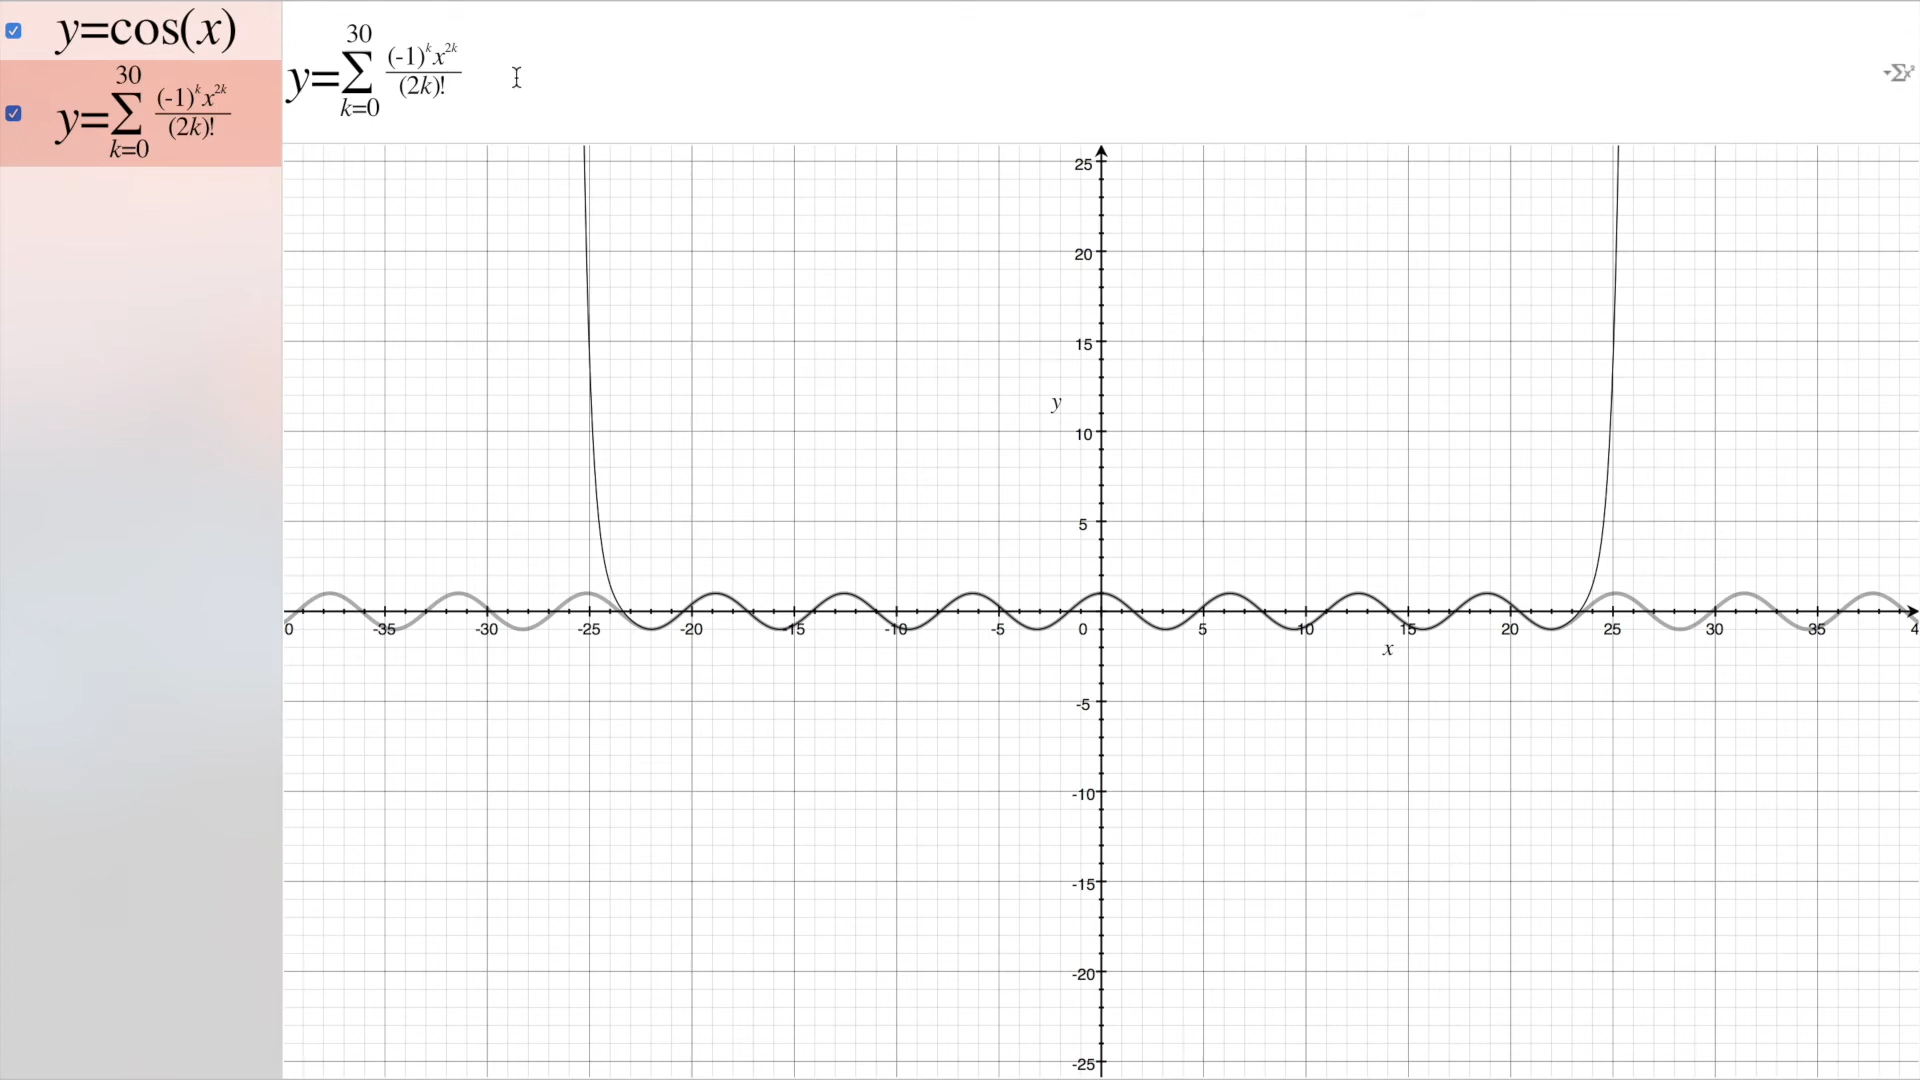 y=cos(x)
30
y=∑ (-1)^k x^{2k} / (2k)!
k=0
30
y=∑ (-1)^k x^{2k} / (2k)!
k=0
∑x²
25
20
15
y
10
5
0 -35 -30 -25 -20 -15 -10 -5 0 5 10 15 20 25 30 35 4
x
-5
-10
-15
-20
-25